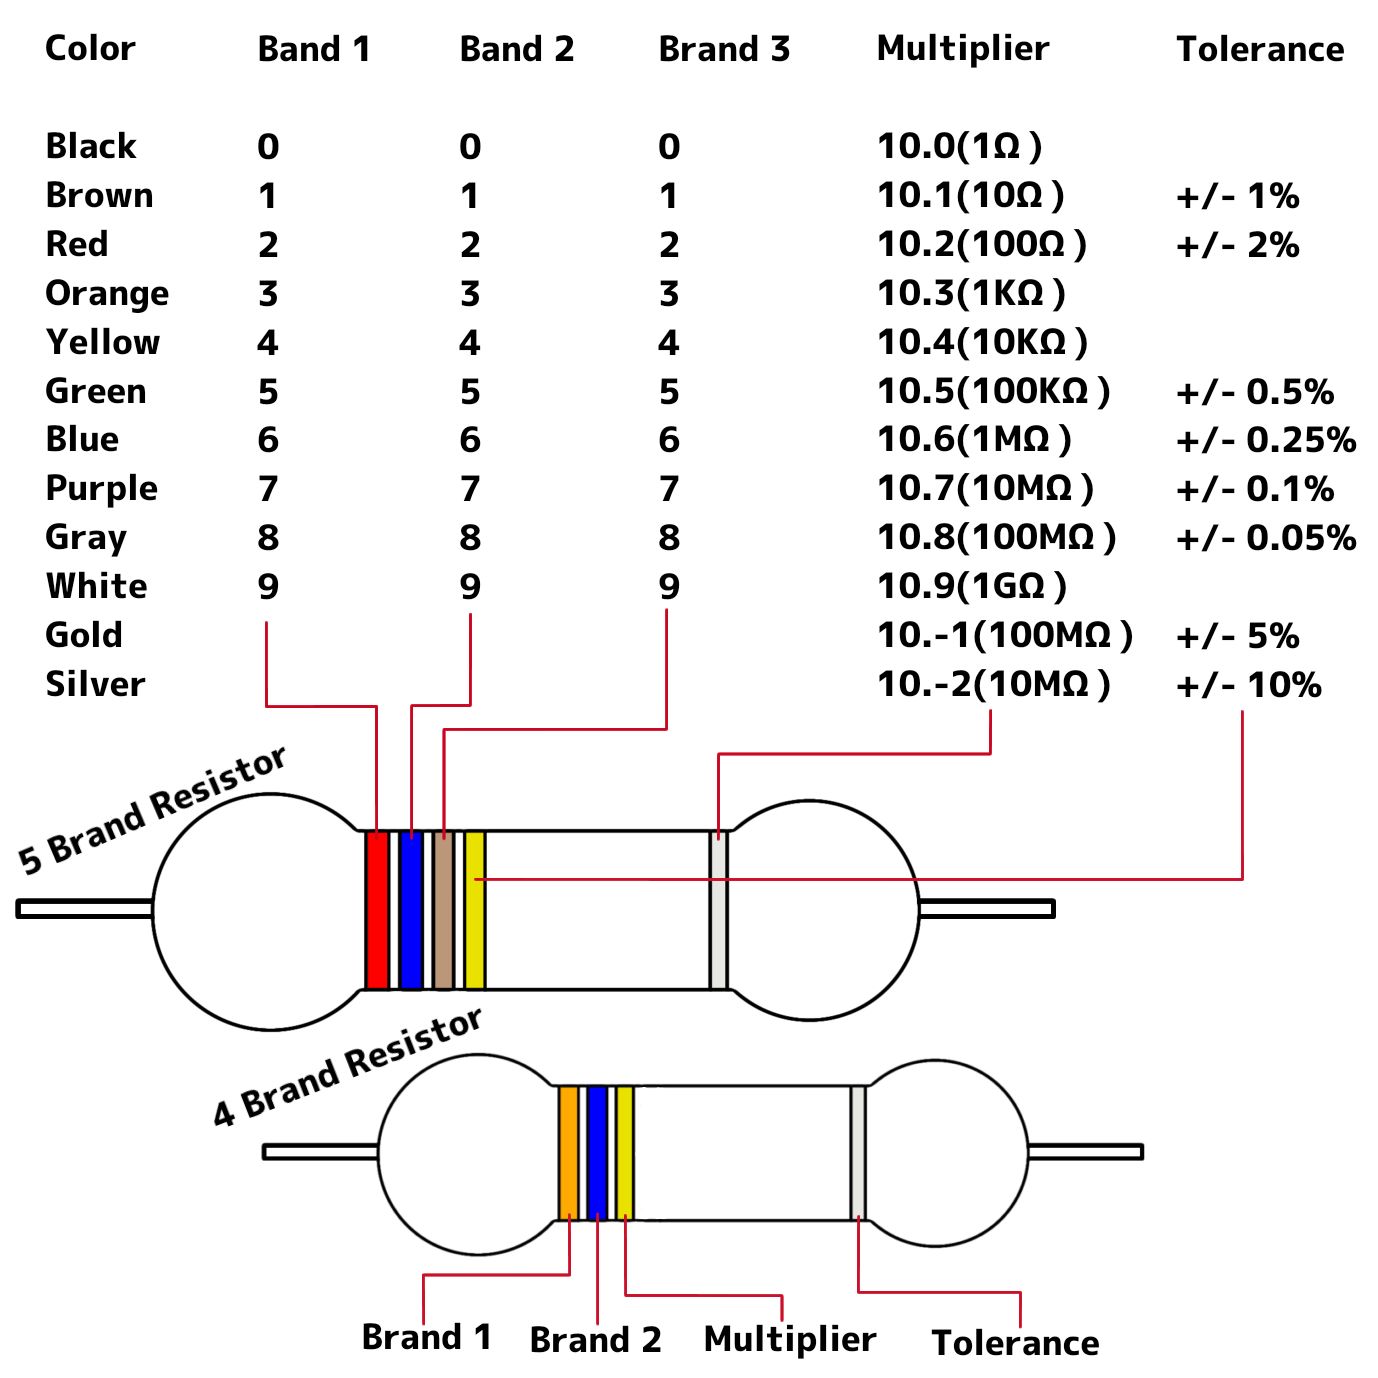 Color Band 1 Band 2 Brand 3 Multiplier Tolerance
Black 0 0 0 10.0(1Ω )
Brown 1 1 1 10.1(10Ω ) +/- 1%
Red 2 2 2 10.2(100Ω ) +/- 2%
Orange 3 3 3 10.3(1KΩ )
Yellow 4 4 4 10.4(10KΩ )
Green 5 5 5 10.5(100KΩ ) +/- 0.5%
Blue 6 6 6 10.6(1MΩ ) +/- 0.25%
Purple 7 7 7 10.7(10MΩ ) +/- 0.1%
Gray 8 8 8 10.8(100MΩ ) +/- 0.05%
White 9 9 9 10.9(1GΩ )
Gold 10.-1(100MΩ ) +/- 5%
Silver 10.-2(10MΩ ) +/- 10%
5 Brand Resistor
4 Brand Resistor
Brand 1 Brand 2 Multiplier Tolerance